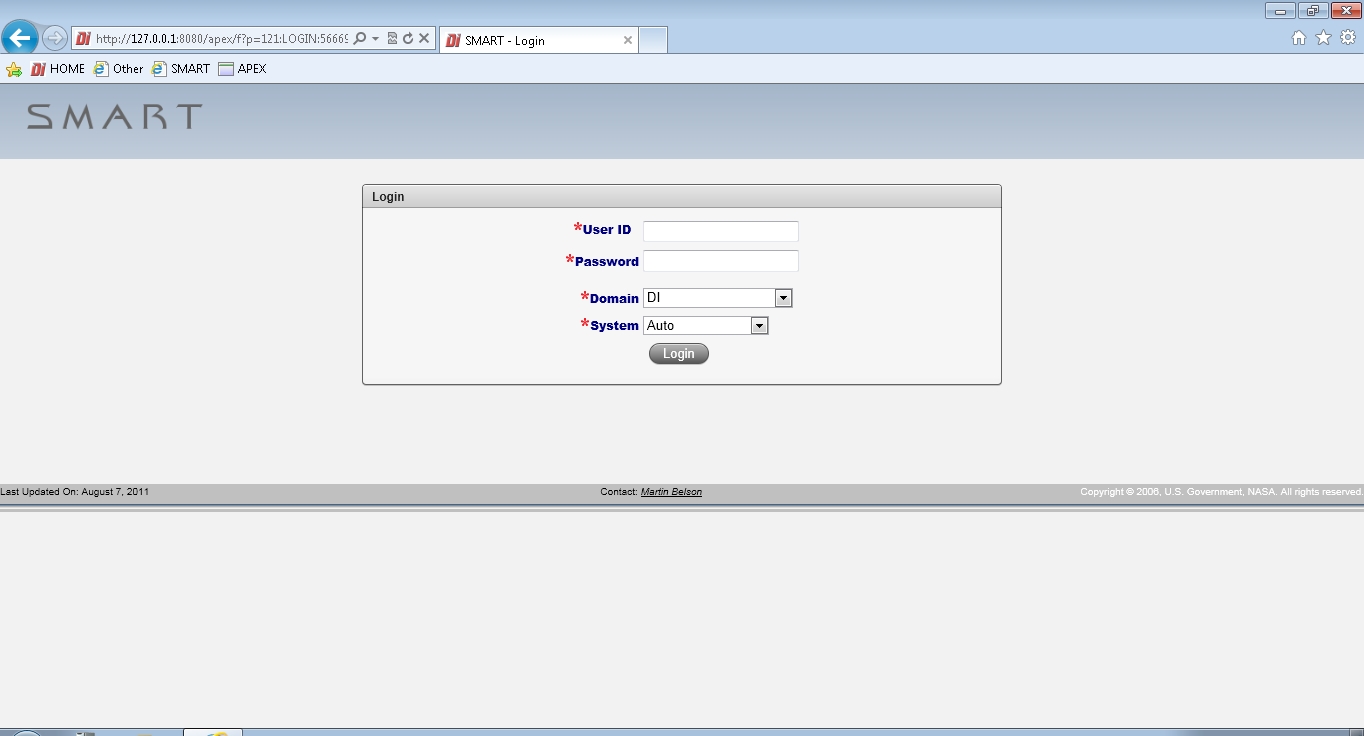 http://127.0.0.1:8080/apex/f?p=121:LOGIN:56669
SMART - Login
HOME Other SMART APEX
SMART
Login
*User ID
*Password
*Domain DI
*System Auto
Login
Last Updated On: August 7, 2011 Contact: Martin Belson Copyright © 2006, U.S. Government, NASA. All rights reserved.